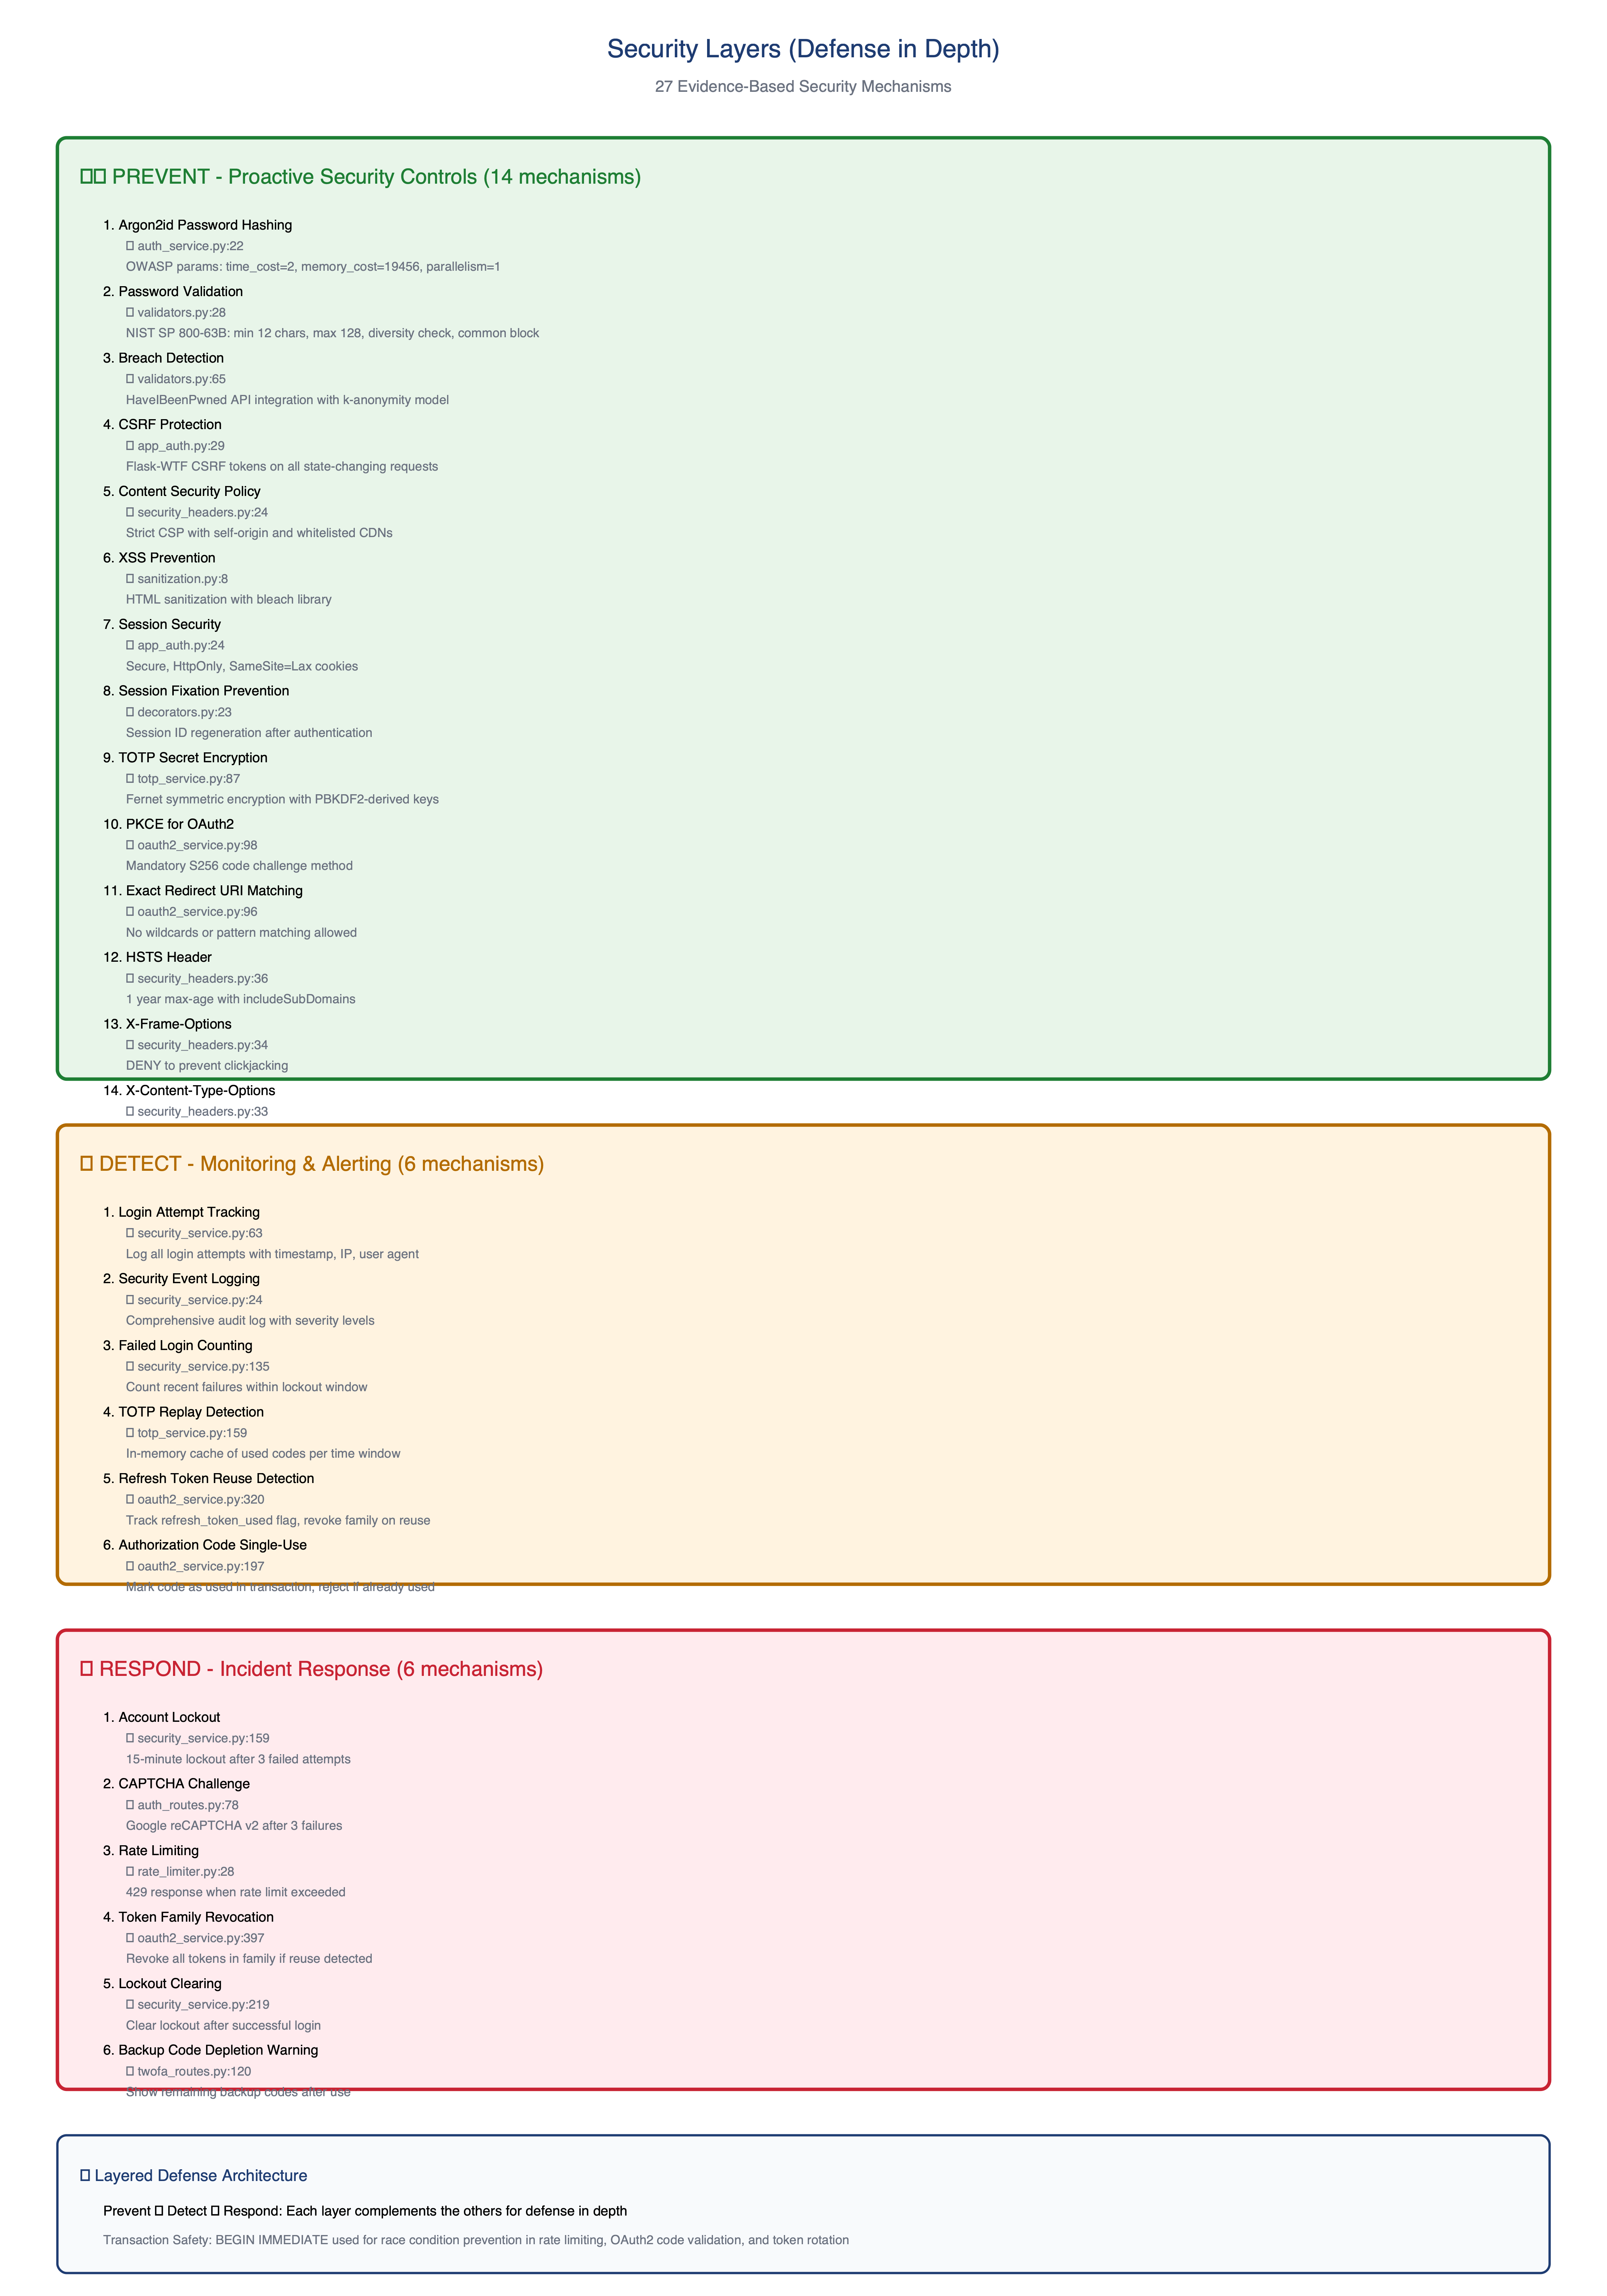 Security Layers (Defense in Depth)
27 Evidence-Based Security Mechanisms
PREVENT - Proactive Security Controls (14 mechanisms)
1. Argon2id Password Hashing
auth_service.py:22
OWASP params: time_cost=2, memory_cost=19456, parallelism=1
2. Password Validation
validators.py:28
NIST SP 800-63B: min 12 chars, max 128, diversity check, common block
3. Breach Detection
validators.py:65
HaveIBeenPwned API integration with k-anonymity model
4. CSRF Protection
app_auth.py:29
Flask-WTF CSRF tokens on all state-changing requests
5. Content Security Policy
security_headers.py:24
Strict CSP with self-origin and whitelisted CDNs
6. XSS Prevention
sanitization.py:8
HTML sanitization with bleach library
7. Session Security
app_auth.py:24
Secure, HttpOnly, SameSite=Lax cookies
8. Session Fixation Prevention
decorators.py:23
Session ID regeneration after authentication
9. TOTP Secret Encryption
totp_service.py:87
Fernet symmetric encryption with PBKDF2-derived keys
10. PKCE for OAuth2
oauth2_service.py:98
Mandatory S256 code challenge method
11. Exact Redirect URI Matching
oauth2_service.py:96
No wildcards or pattern matching allowed
12. HSTS Header
security_headers.py:36
1 year max-age with includeSubDomains
13. X-Frame-Options
security_headers.py:34
DENY to prevent clickjacking
14. X-Content-Type-Options
security_headers.py:33
DETECT - Monitoring & Alerting (6 mechanisms)
1. Login Attempt Tracking
security_service.py:63
Log all login attempts with timestamp, IP, user agent
2. Security Event Logging
security_service.py:24
Comprehensive audit log with severity levels
3. Failed Login Counting
security_service.py:135
Count recent failures within lockout window
4. TOTP Replay Detection
totp_service.py:159
In-memory cache of used codes per time window
5. Refresh Token Reuse Detection
oauth2_service.py:320
Track refresh_token_used flag, revoke family on reuse
6. Authorization Code Single-Use
oauth2_service.py:197
Mark code as used in transaction, reject if already used
RESPOND - Incident Response (6 mechanisms)
1. Account Lockout
security_service.py:159
15-minute lockout after 3 failed attempts
2. CAPTCHA Challenge
auth_routes.py:78
Google reCAPTCHA v2 after 3 failures
3. Rate Limiting
rate_limiter.py:28
429 response when rate limit exceeded
4. Token Family Revocation
oauth2_service.py:397
Revoke all tokens in family if reuse detected
5. Lockout Clearing
security_service.py:219
Clear lockout after successful login
6. Backup Code Depletion Warning
twofa_routes.py:120
Show remaining backup codes after use
Layered Defense Architecture
Prevent Detect Respond: Each layer complements the others for defense in depth
Transaction Safety: BEGIN IMMEDIATE used for race condition prevention in rate limiting, OAuth2 code validation, and token rotation